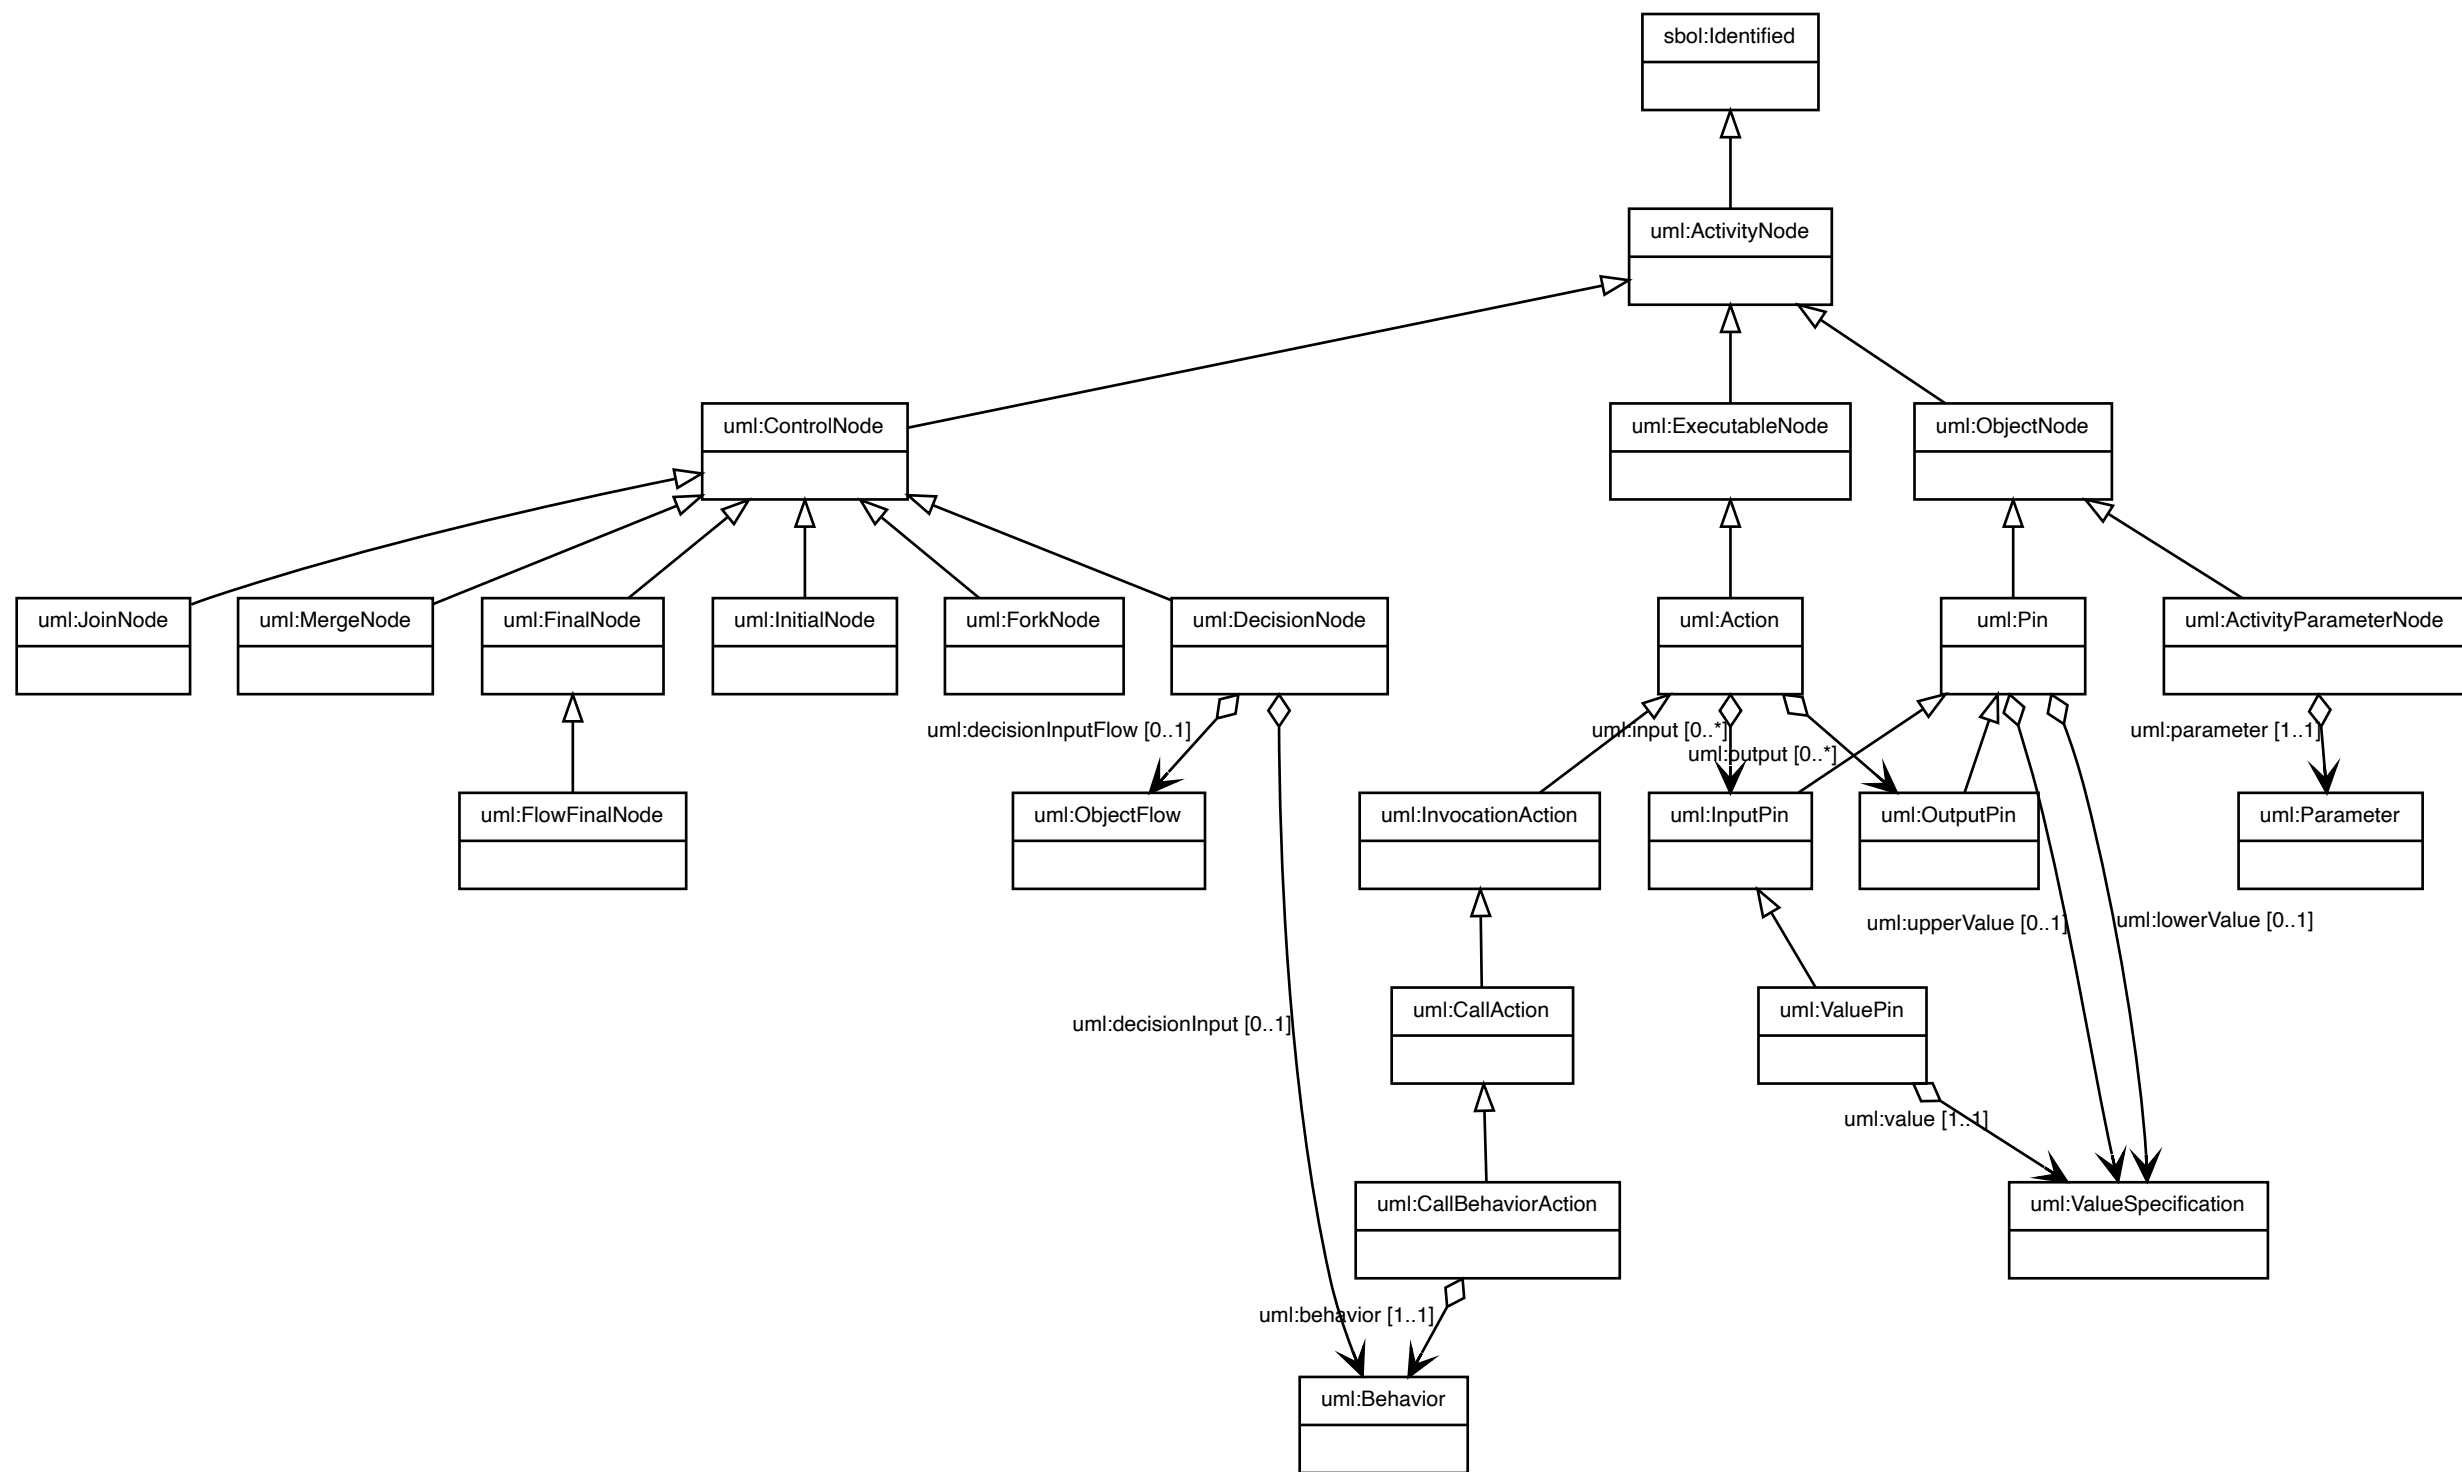 sbol:Identified
uml:ActivityNode
uml:ControlNode
uml:ExecutableNode
uml:ObjectNode
uml:JoinNode
uml:MergeNode
uml:FinalNode
uml:InitialNode
uml:ForkNode
uml:DecisionNode
uml:Action
uml:Pin
uml:ActivityParameterNode
uml:decisionInputFlow [0..1]
uml:input [0..*]
uml:output [0..*]
uml:parameter [1..1]
uml:FlowFinalNode
uml:ObjectFlow
uml:InvocationAction
uml:InputPin
uml:OutputPin
uml:Parameter
uml:upperValue [0..1]
uml:lowerValue [0..1]
uml:decisionInput [0..1]
uml:CallAction
uml:ValuePin
uml:value [1..1]
uml:CallBehaviorAction
uml:ValueSpecification
uml:behavior [1..1]
uml:Behavior